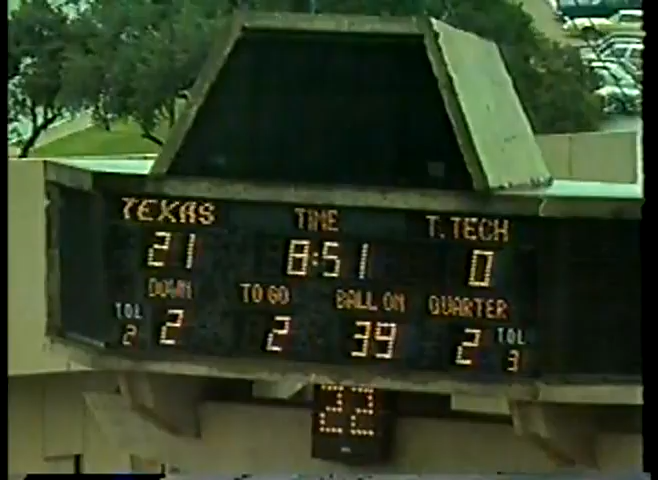 TEXAS TIME T. TECH
21 8:51 0
DOWN TO GO BALL ON QUARTER
TOL 2 2 39 2 TOL
2 3
22